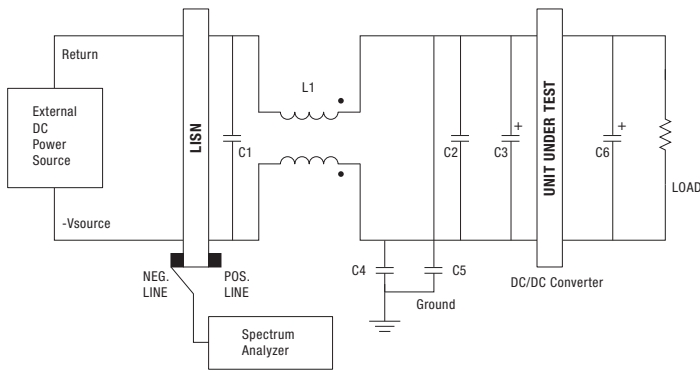 Return
L1
External
DC
Power
Source
LISN
C1
C2
C3
+
UNIT UNDER TEST
C6
+
LOAD
-Vsource
NEG.
LINE
POS.
LINE
C4
C5
Ground
DC/DC Converter
Spectrum
Analyzer